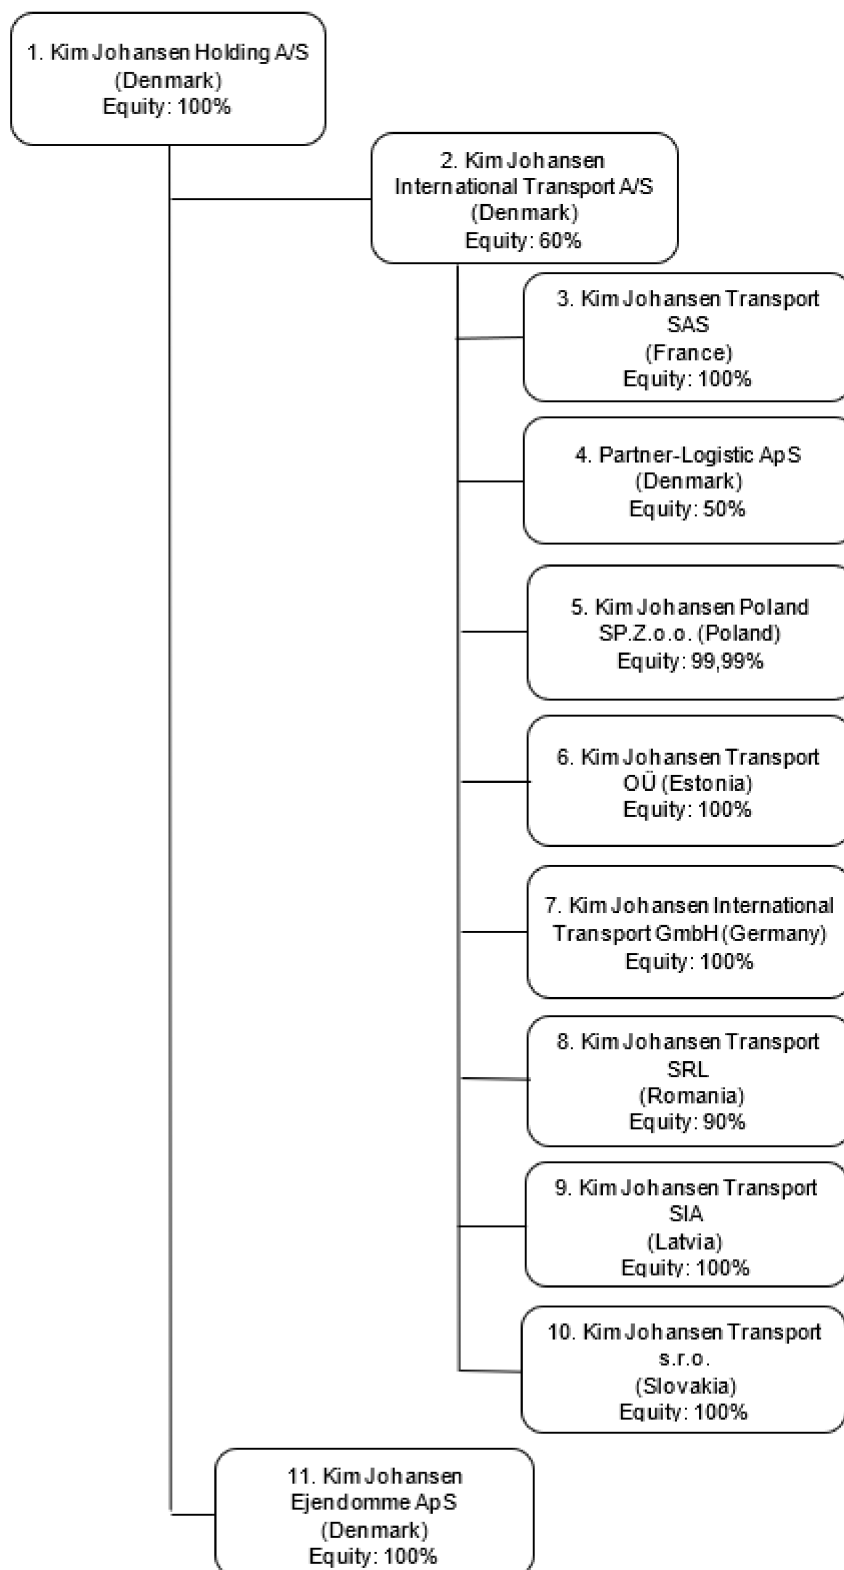 1. Kim Johansen Holding A/S
(Denmark)
Equity: 100%
2. Kim Johansen
International Transport A/S
(Denmark)
Equity: 60%
3. Kim Johansen Transport
SAS
(France)
Equity: 100%
4. Partner-Logistic ApS
(Denmark)
Equity: 50%
5. Kim Johansen Poland
SP.Z.o.o. (Poland)
Equity: 99,99%
6. Kim Johansen Transport
OÜ (Estonia)
Equity: 100%
7. Kim Johansen International
Transport GmbH (Germany)
Equity: 100%
8. Kim Johansen Transport
SRL
(Romania)
Equity: 90%
9. Kim Johansen Transport
SIA
(Latvia)
Equity: 100%
10. Kim Johansen Transport
s.r.o.
(Slovakia)
Equity: 100%
11. Kim Johansen
Ejendomme ApS
(Denmark)
Equity: 100%